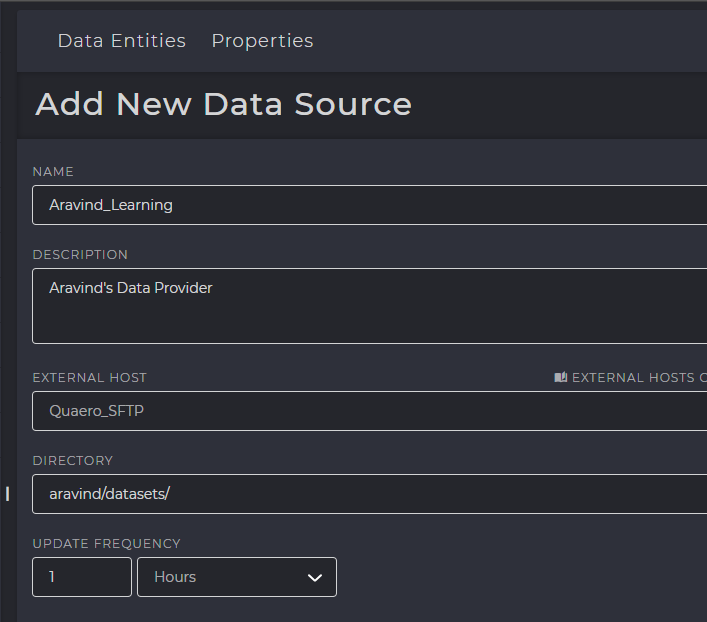 Data Entities Properties
Add New Data Source
NAME
Aravind_Learning
DESCRIPTION
Aravind's Data Provider
EXTERNAL HOST
EXTERNAL HOSTS C
Quaero_SFTP
DIRECTORY
aravind/datasets/
UPDATE FREQUENCY
1 Hours